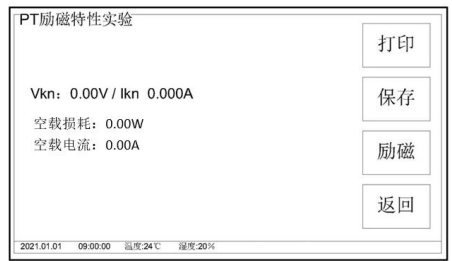 PT励磁特性实验
打印
Vkn：0.00V / Ikn 0.000A
保存
空载损耗：0.00W
空载电流：0.00A
励磁
返回
2021.01.01 09:00:00 温度:24℃ 湿度:20%